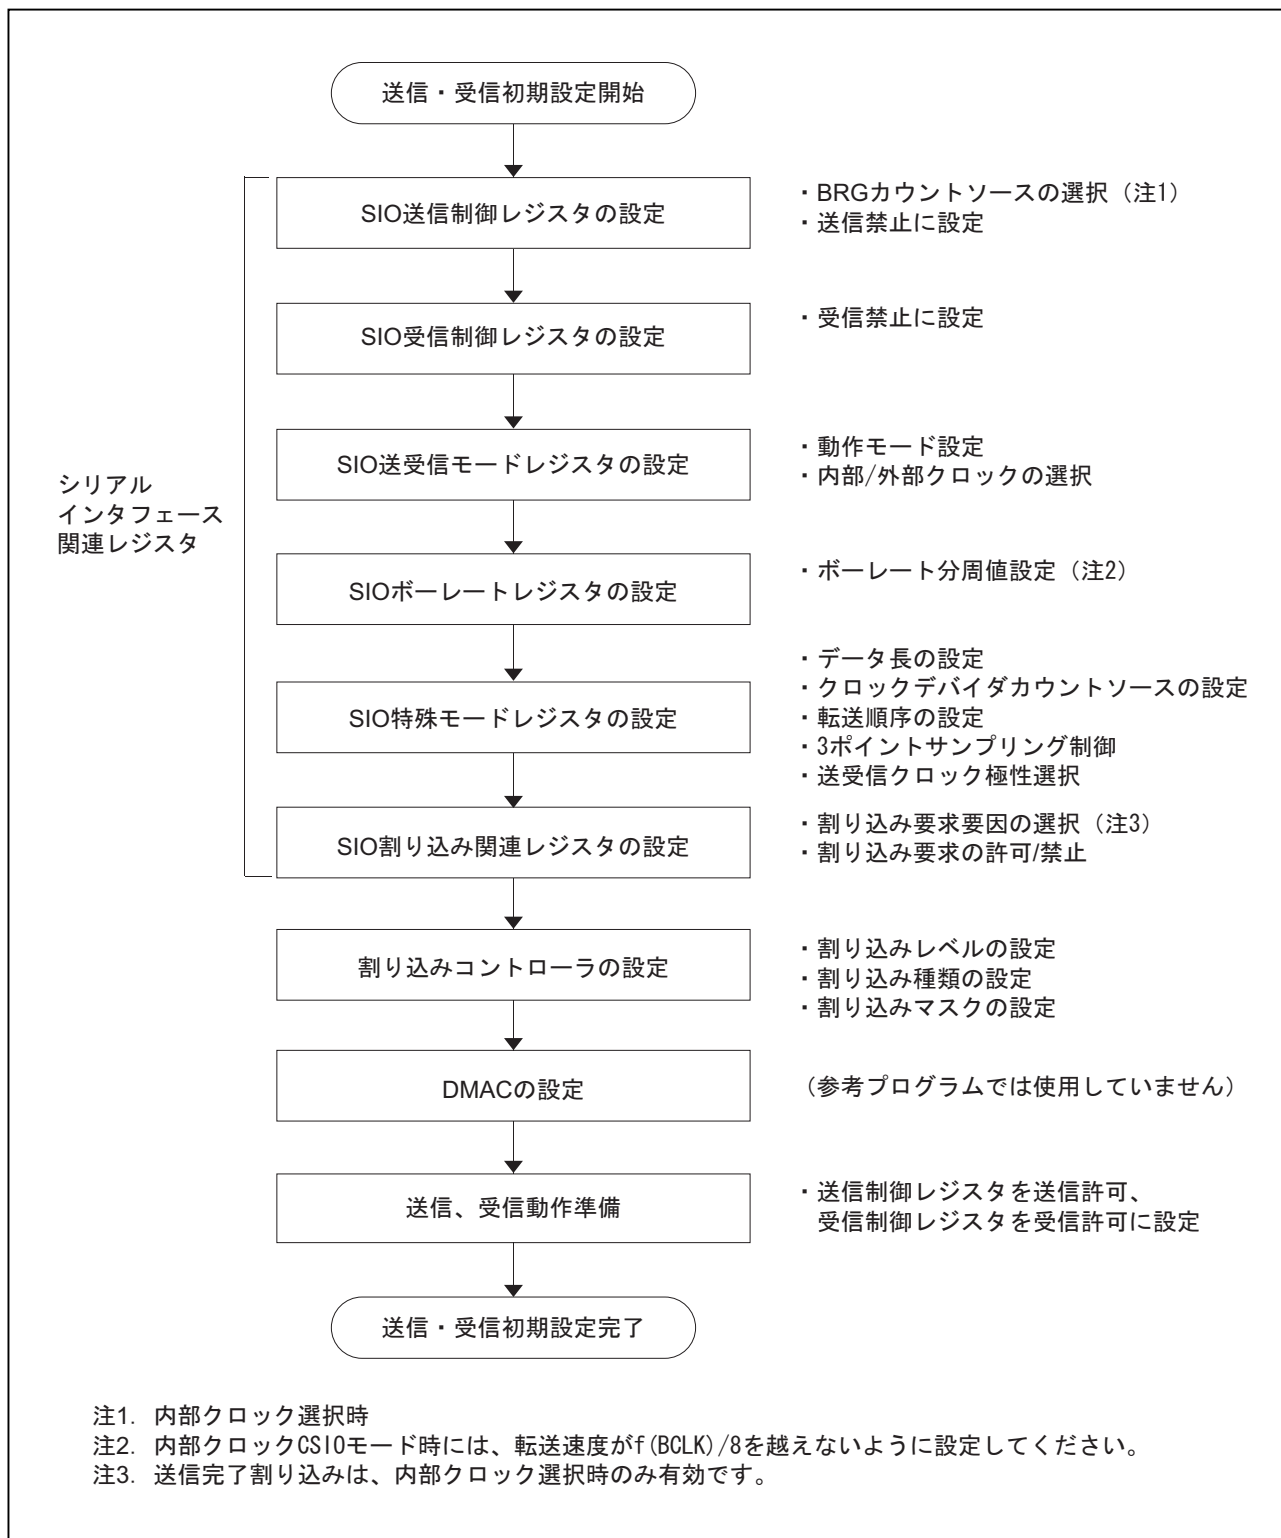 送信・受信初期設定開始
SIO送信制御レジスタの設定
・BRGカウントソースの選択（注1）
・送信禁止に設定
SIO受信制御レジスタの設定
・受信禁止に設定
SIO送受信モードレジスタの設定
・動作モード設定
・内部/外部クロックの選択
シリアル
インタフェース
関連レジスタ
SIOボーレートレジスタの設定
・ボーレート分周値設定（注2）
SIO特殊モードレジスタの設定
・データ長の設定
・クロックデバイダカウントソースの設定
・転送順序の設定
・3ポイントサンプリング制御
・送受信クロック極性選択
SIO割り込み関連レジスタの設定
・割り込み要求要因の選択（注3）
・割り込み要求の許可/禁止
割り込みコントローラの設定
・割り込みレベルの設定
・割り込み種類の設定
・割り込みマスクの設定
DMACの設定
（参考プログラムでは使用していません）
送信、受信動作準備
・送信制御レジスタを送信許可、
受信制御レジスタを受信許可に設定
送信・受信初期設定完了
注1. 内部クロック選択時
注2. 内部クロックCSIOモード時には、転送速度がf(BCLK)/8を越えないように設定してください。
注3. 送信完了割り込みは、内部クロック選択時のみ有効です。